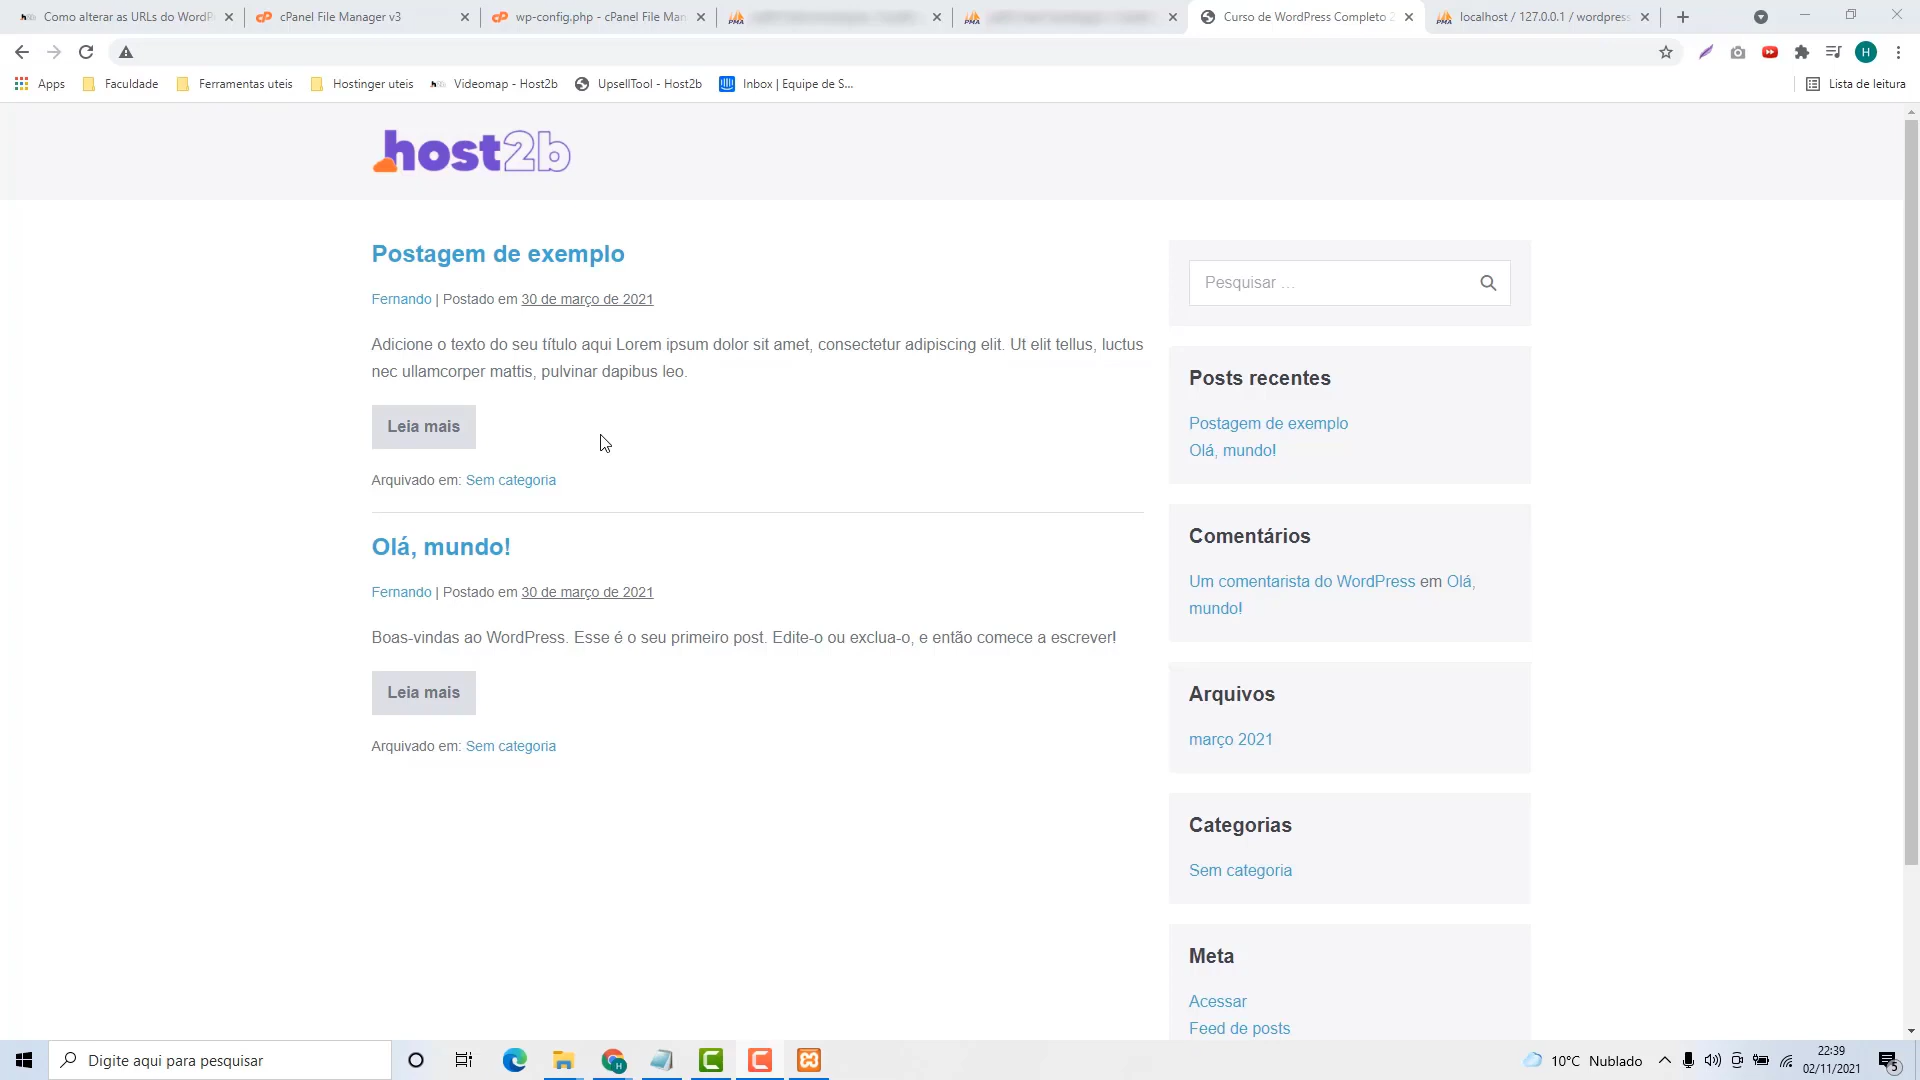 Como alterar as URLs do WordP
cPanel File Manager v3
wp-config.php - cPanel File Man
Curso de WordPress Completo 2
localhost / 127.0.0.1 / wordpress
H
Apps
Faculdade
Ferramentas uteis
Hostinger uteis
Videomap - Host2b
UpsellTool - Host2b
Inbox | Equipe de S...
Lista de leitura
host2b
Postagem de exemplo
Fernando | Postado em 30 de março de 2021
Adicione o texto do seu título aqui Lorem ipsum dolor sit amet, consectetur adipiscing elit. Ut elit tellus, luctus
nec ullamcorper mattis, pulvinar dapibus leo.
Leia mais
Arquivado em: Sem categoria
Olá, mundo!
Fernando | Postado em 30 de março de 2021
Boas-vindas ao WordPress. Esse é o seu primeiro post. Edite-o ou exclua-o, e então comece a escrever!
Leia mais
Arquivado em: Sem categoria
Pesquisar ...
Posts recentes
Postagem de exemplo
Olá, mundo!
Comentários
Um comentarista do WordPress em Olá,
mundo!
Arquivos
março 2021
Categorias
Sem categoria
Meta
Acessar
Feed de posts
Digite aqui para pesquisar
10°C Nublado
22:39
02/11/2021
5